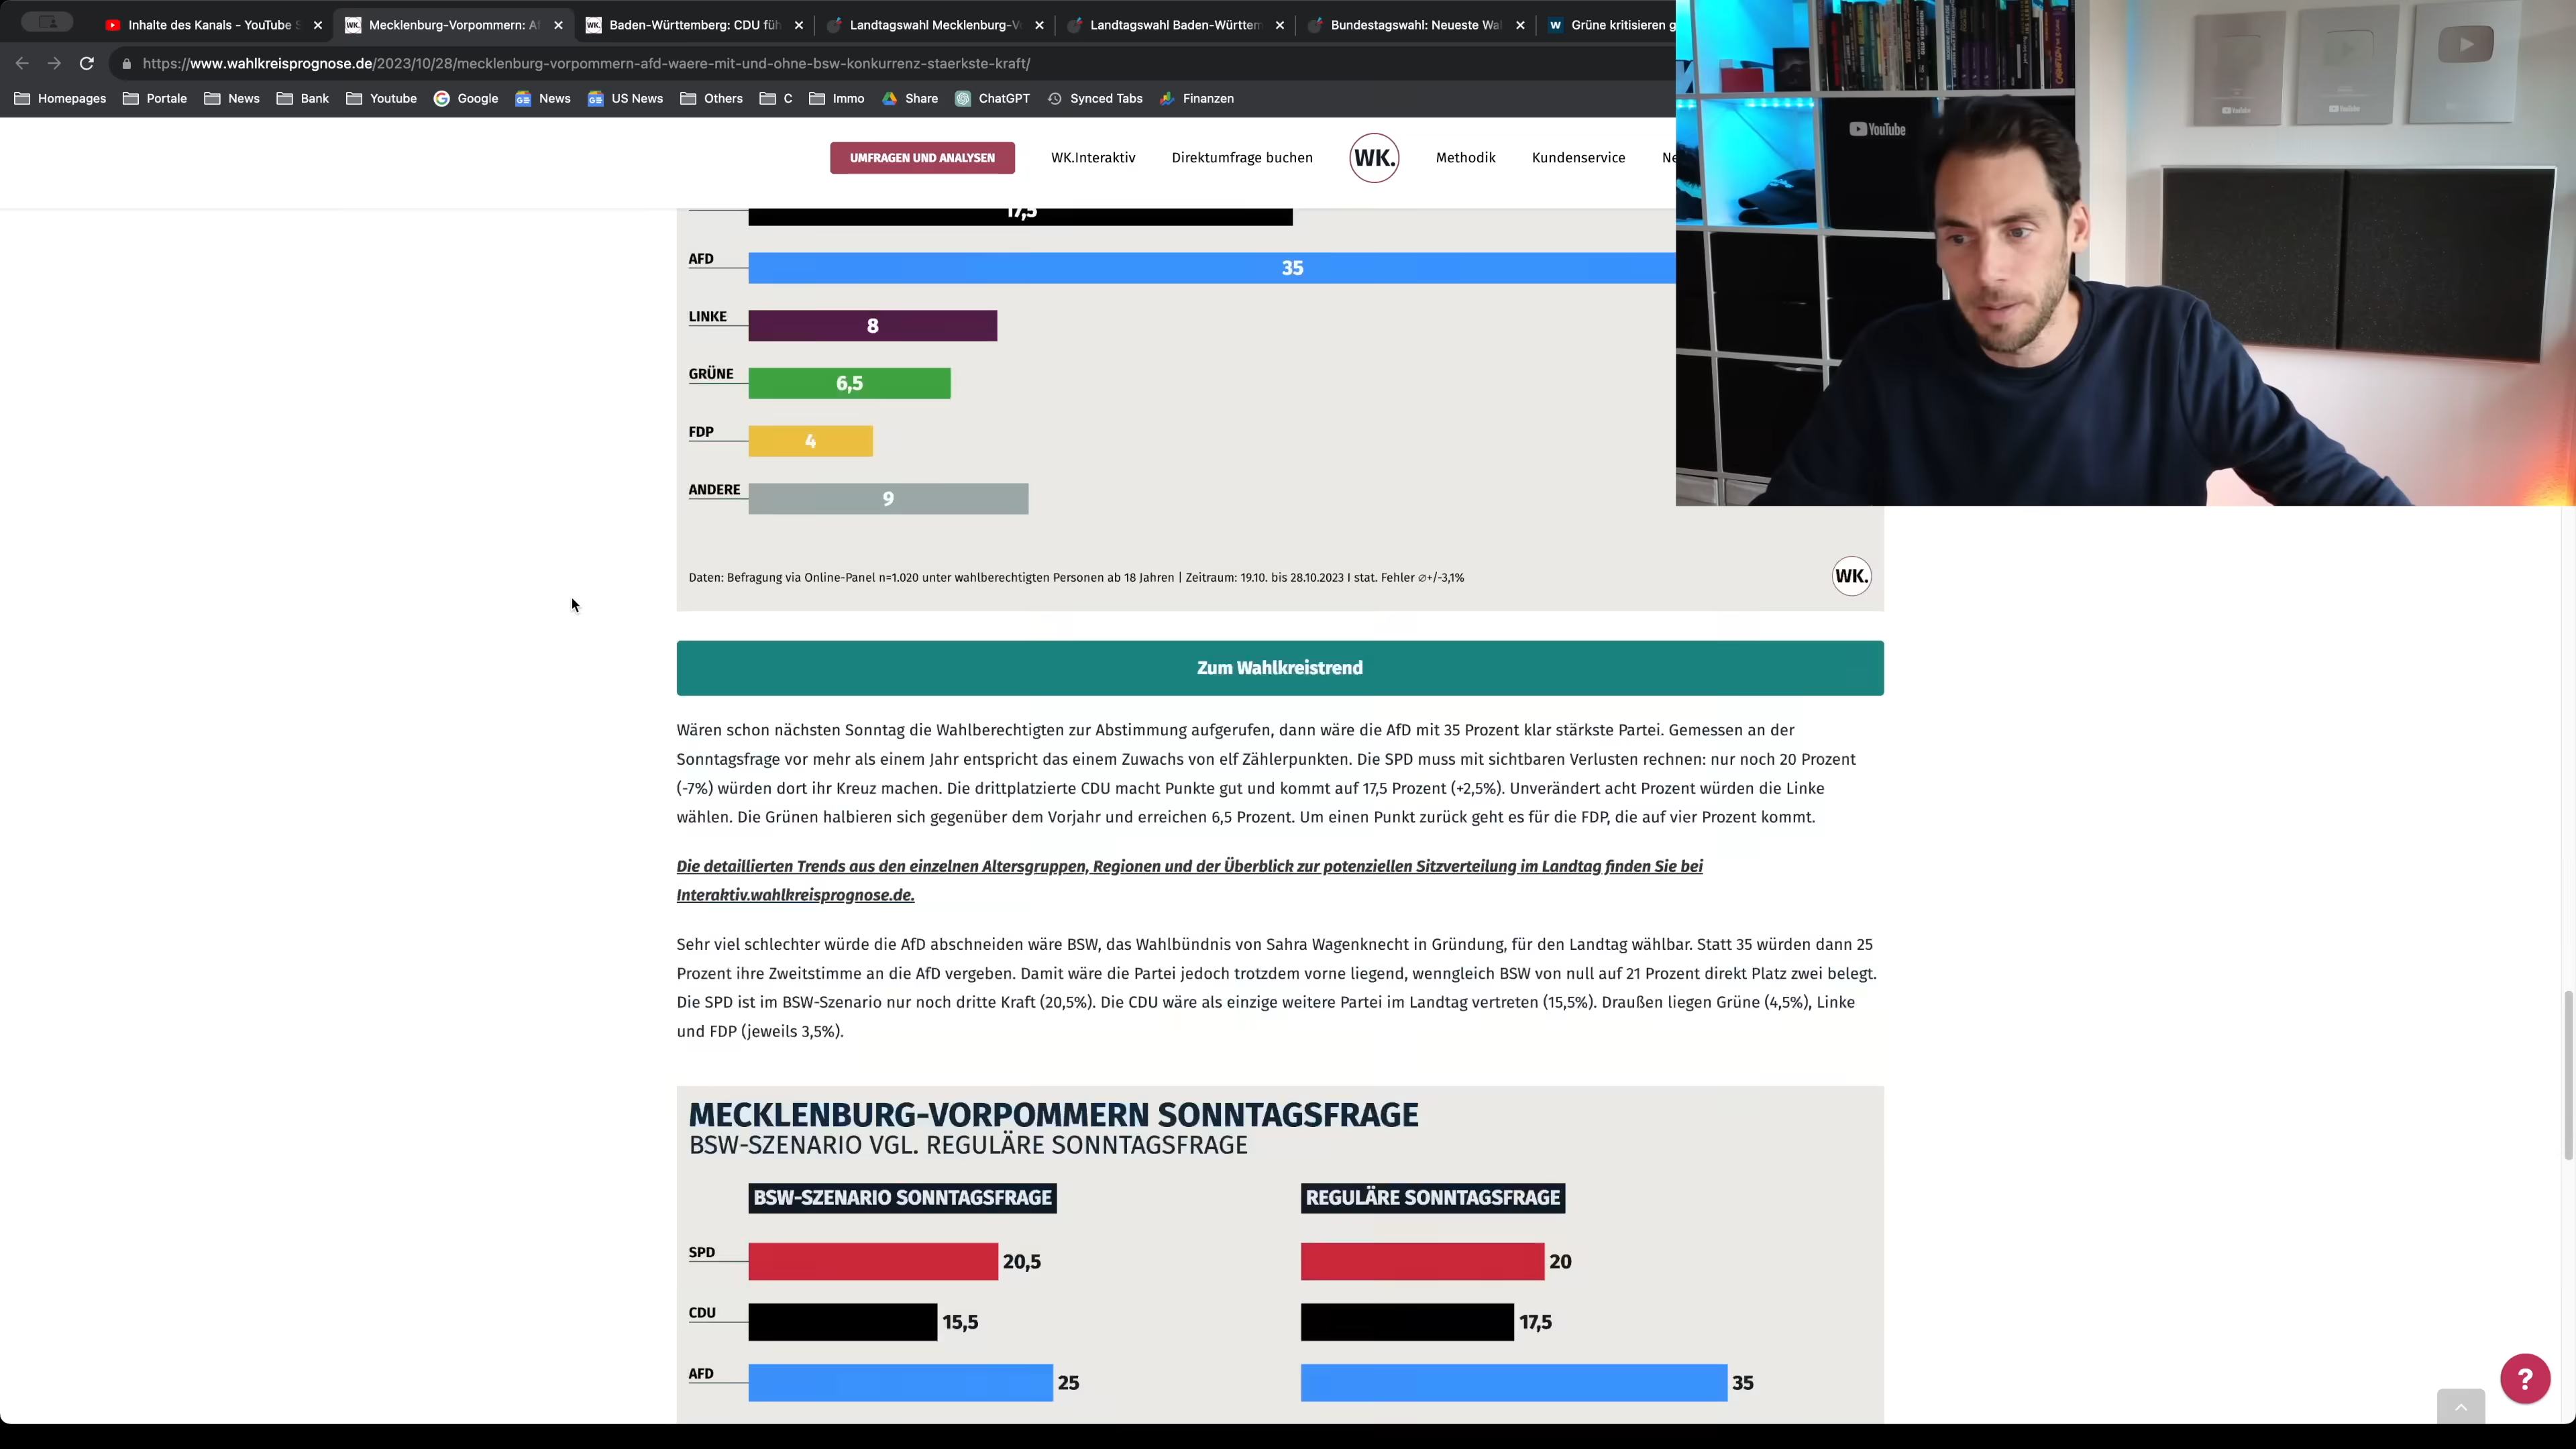 Inhalte des Kanals - YouTube S
Mecklenburg-Vorpommern: Af
Baden-Württemberg: CDU füh
Landtagswahl Mecklenburg-V
Landtagswahl Baden-Württem
Bundestagswahl: Neueste Wa
W Grüne kritisieren g
https://www.wahlkreisprognose.de/2023/10/28/mecklenburg-vorpommern-afd-waere-mit-und-ohne-bsw-konkurrenz-staerkste-kraft/
Homepages Portale News Bank Youtube Google News US News Others C Immo Share ChatGPT Synced Tabs Finanzen
UMFRAGEN UND ANALYSEN WK.Interaktiv Direktumfrage buchen WK. Methodik Kundenservice Ne
YouTube
17,5
AFD 35
LINKE 8
GRÜNE 6,5
FDP 4
ANDERE 9
Daten: Befragung via Online-Panel n=1.020 unter wahlberechtigten Personen ab 18 Jahren | Zeitraum: 19.10. bis 28.10.2023 I stat. Fehler ∅+/-3,1%
WK.
Zum Wahlkreistrend
Wären schon nächsten Sonntag die Wahlberechtigten zur Abstimmung aufgerufen, dann wäre die AfD mit 35 Prozent klar stärkste Partei. Gemessen an der
Sonntagsfrage vor mehr als einem Jahr entspricht das einem Zuwachs von elf Zählerpunkten. Die SPD muss mit sichtbaren Verlusten rechnen: nur noch 20 Prozent
(-7%) würden dort ihr Kreuz machen. Die drittplatzierte CDU macht Punkte gut und kommt auf 17,5 Prozent (+2,5%). Unverändert acht Prozent würden die Linke
wählen. Die Grünen halbieren sich gegenüber dem Vorjahr und erreichen 6,5 Prozent. Um einen Punkt zurück geht es für die FDP, die auf vier Prozent kommt.
Die detaillierten Trends aus den einzelnen Altersgruppen, Regionen und der Überblick zur potenziellen Sitzverteilung im Landtag finden Sie bei
Interaktiv.wahlkreisprognose.de.
Sehr viel schlechter würde die AfD abschneiden wäre BSW, das Wahlbündnis von Sahra Wagenknecht in Gründung, für den Landtag wählbar. Statt 35 würden dann 25
Prozent ihre Zweitstimme an die AfD vergeben. Damit wäre die Partei jedoch trotzdem vorne liegend, wenngleich BSW von null auf 21 Prozent direkt Platz zwei belegt.
Die SPD ist im BSW-Szenario nur noch dritte Kraft (20,5%). Die CDU wäre als einzige weitere Partei im Landtag vertreten (15,5%). Draußen liegen Grüne (4,5%), Linke
und FDP (jeweils 3,5%).
MECKLENBURG-VORPOMMERN SONNTAGSFRAGE
BSW-SZENARIO VGL. REGULÄRE SONNTAGSFRAGE
BSW-SZENARIO SONNTAGSFRAGE REGULÄRE SONNTAGSFRAGE
SPD 20,5 20
CDU 15,5 17,5
AFD 25 35
?